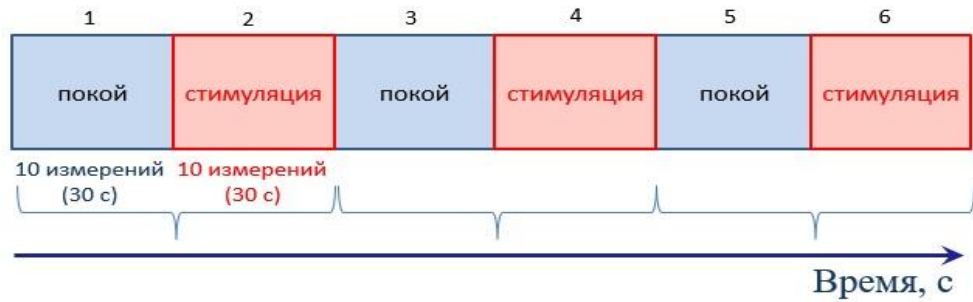 1 2 3 4 5 6
покой стимуляция покой стимуляция покой стимуляция
10 измерений 10 измерений
(30 с) (30 с)
Время, с